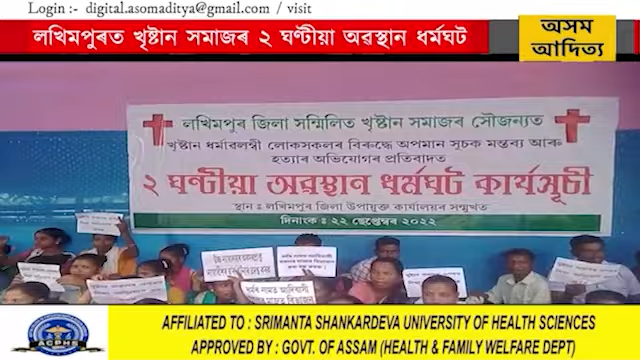 Login :- digital.asomaditya@gmail.com / visit
লখিমপুৰত খৃষ্টান সমাজৰ ২ ঘণ্টীয়া অৱস্থান ধৰ্মঘট
অসম
আদিত্য
লখিমপুৰ জিলা সন্মিলিত খৃষ্টান সমাজৰ সৌজন্যত
খৃষ্টান ধৰ্মাৱলম্বী লোকসকলৰ বিৰুদ্ধে অপমান সূচক মন্তব্য আৰু
হত্যাৰ অভিযোগৰ প্ৰতিবাদত
২ ঘন্টীয়া অৱস্থান ধৰ্মঘট কাৰ্যসূচী
স্থান : লখিমপুৰ জিলা উপায়ুক্ত কাৰ্যালয়ৰ সন্মুখত
দিনাংক : ২২ ছেপ্তেম্বৰ ২০২২
ACPHS
AFFILIATED TO : SRIMANTA SHANKARDEVA UNIVERSITY OF HEALTH SCIENCES
APPROVED BY : GOVT. OF ASSAM (HEALTH & FAMILY WELFARE DEPT)